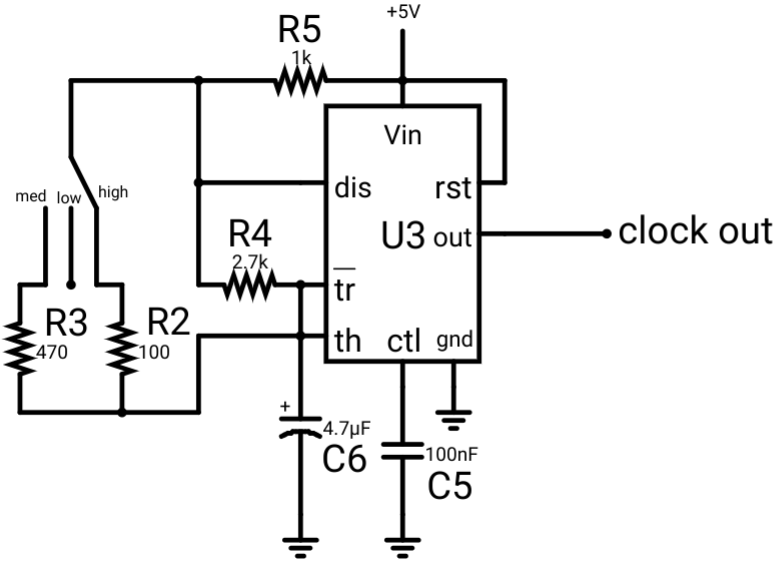 +5V
R5
1k
Vin
med low high
dis rst
R4
2.7k
U3 out clock out
tr
R3 R2
470 100
th ctl gnd
+
4.7µF
C6
100nF
C5